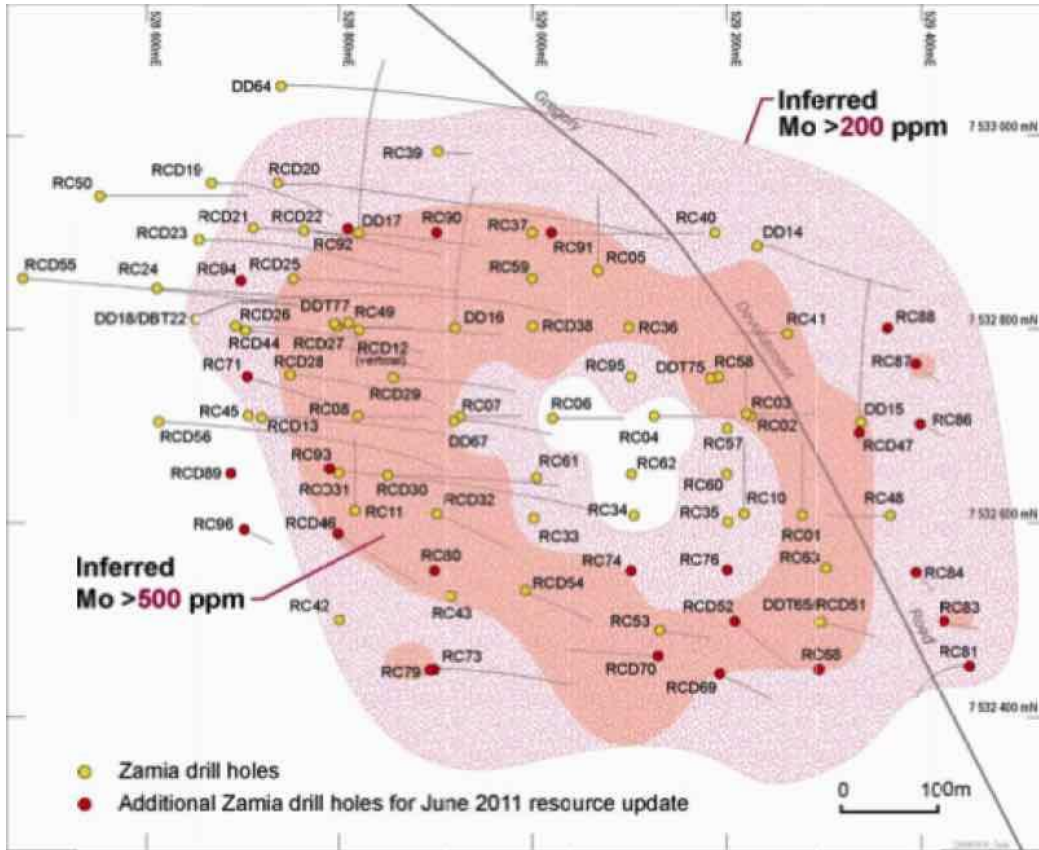 528 600mE
528 800mE
529 000mE
529 200mE
529 400mE
DD64
Gregory
Inferred
Mo >200 ppm
7 533 000 mN
RC39
RCD19
RCD20
RC50
RCD21
RCD22
DD17
RC90
RC37
RC40
DD14
RCD23
RC92
RC91
RC05
RCD55
RC24
RC94
RCD25
RC59
DD18/DBT22
RCD26
DDT77
RC49
DD16
RCD38
RC36
RC41
RC88
7 532 800 mN
Developmental
RCD44
RCD27
RCD12
(vertical)
RC71
RCD28
RC95
DDT75
RC58
RC87
RCD29
RC45
RC08
RC07
RC06
RC03
DD15
RC86
RCD56
RCD13
DD67
RC04
RC57
RC02
RCD47
RCD89
RC93
RC61
RC62
RCD31
RCD30
RCD32
RC60
RC10
RC48
RC96
RCD46
RC11
RC33
RC34
RC35
RC01
7 532 600 mN
Inferred
Mo >500 ppm
RC80
RC74
RC76
RC63
RC84
RC42
RC43
RCD54
RCD52
DDT65/RCD51
RC83
RC53
Road
RC79
RC73
RCD70
RCD69
RC68
RC81
7 532 400 mN
Zamia drill holes
Additional Zamia drill holes for June 2011 resource update
0 100m